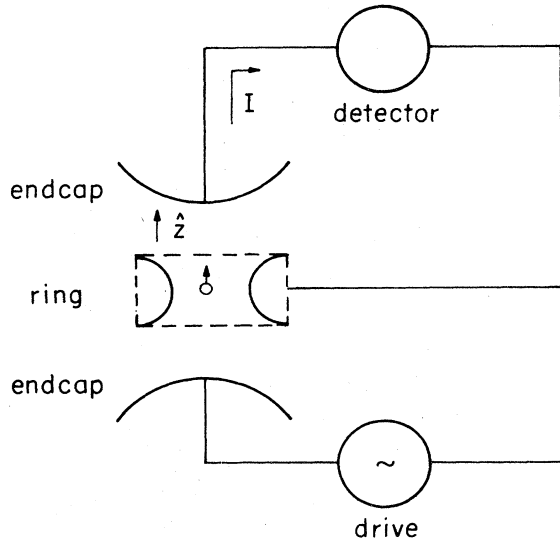 I
detector
endcap
ẑ
ring
endcap
~
drive